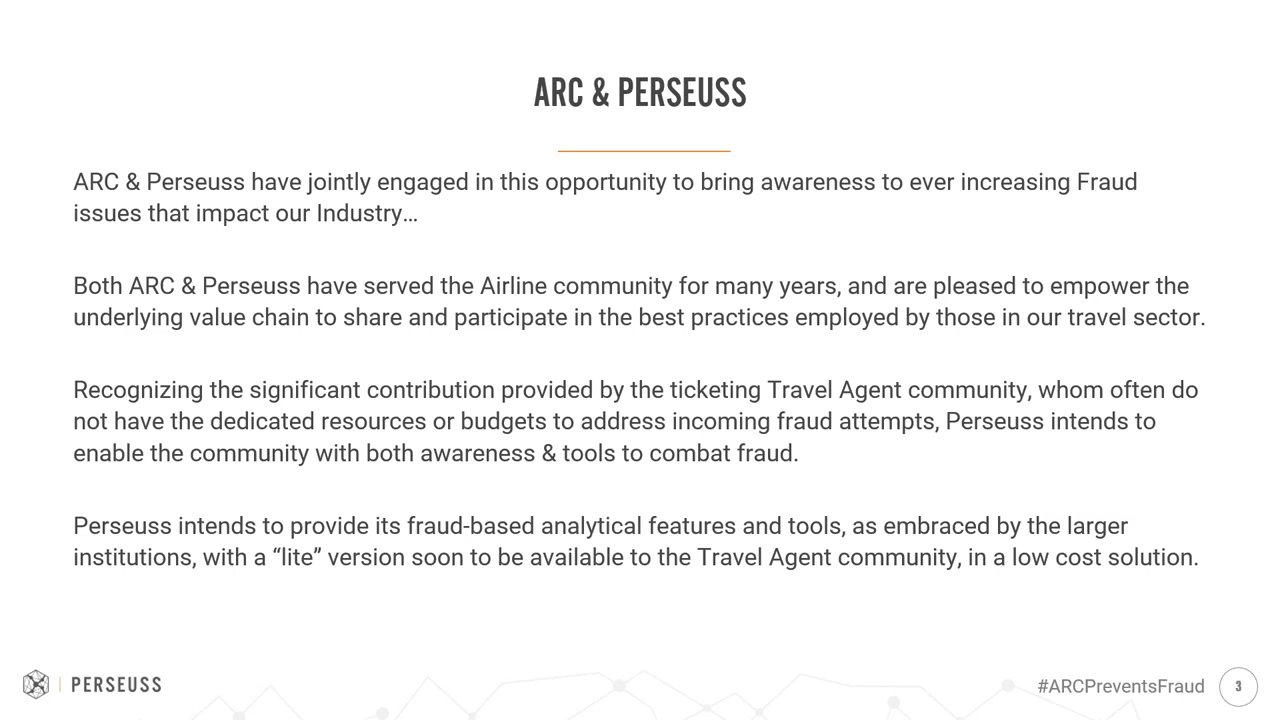 ARC & PERSEUSS
ARC & Perseuss have jointly engaged in this opportunity to bring awareness to ever increasing Fraud
issues that impact our Industry…
Both ARC & Perseuss have served the Airline community for many years, and are pleased to empower the
underlying value chain to share and participate in the best practices employed by those in our travel sector.
Recognizing the significant contribution provided by the ticketing Travel Agent community, whom often do
not have the dedicated resources or budgets to address incoming fraud attempts, Perseuss intends to
enable the community with both awareness & tools to combat fraud.
Perseuss intends to provide its fraud-based analytical features and tools, as embraced by the larger
institutions, with a “lite” version soon to be available to the Travel Agent community, in a low cost solution.
PERSEUSS
#ARCPreventsFraud
3